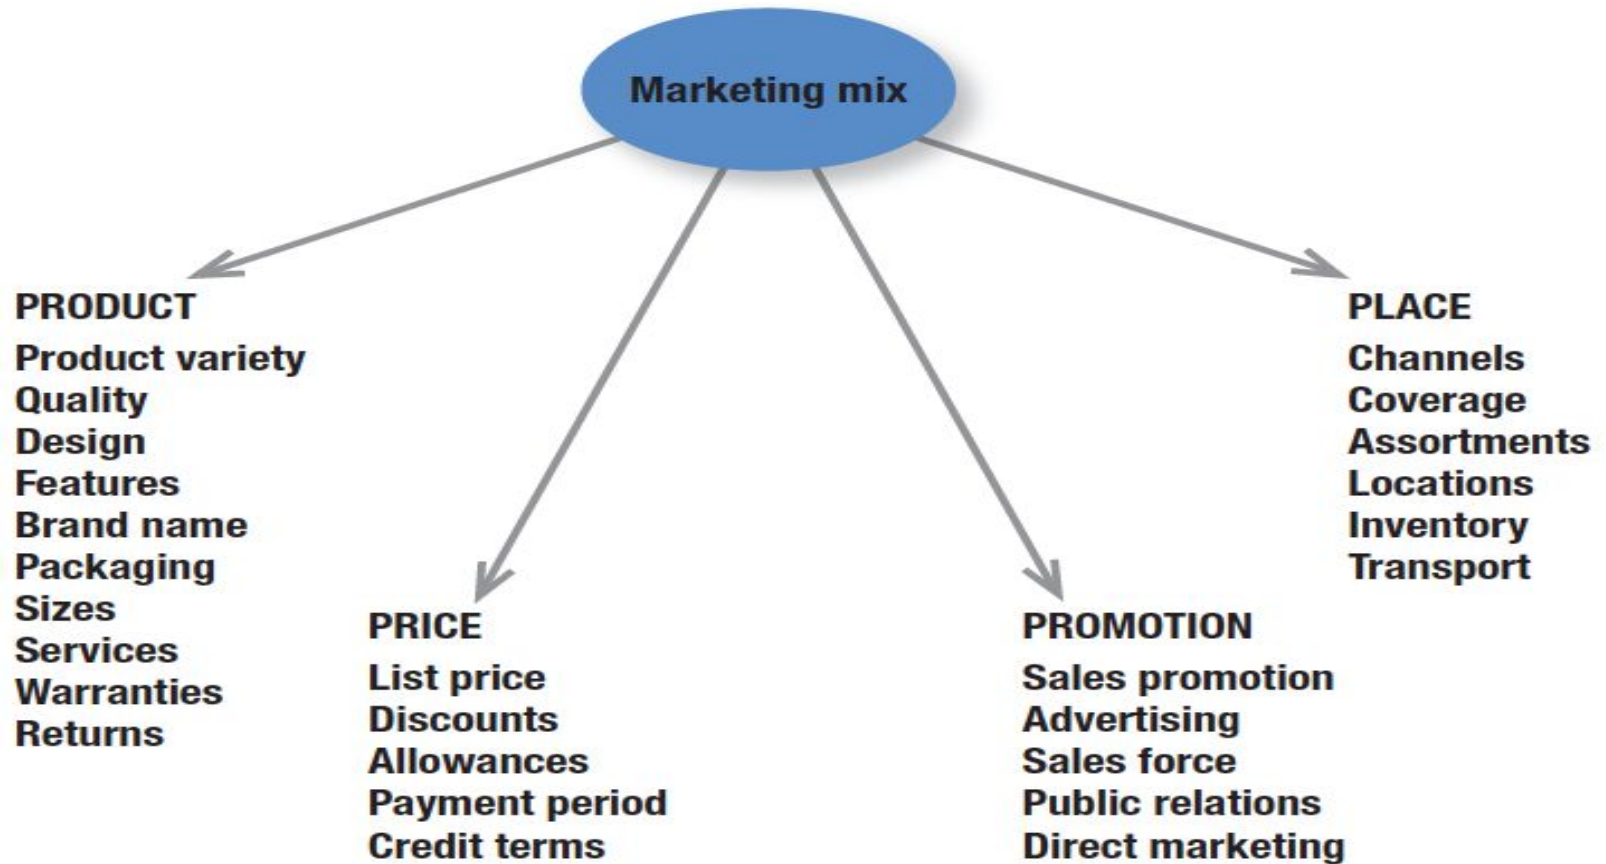 Marketing mix
PRODUCT
Product variety
Quality
Design
Features
Brand name
Packaging
Sizes
Services
Warranties
Returns
PRICE
List price
Discounts
Allowances
Payment period
Credit terms
PROMOTION
Sales promotion
Advertising
Sales force
Public relations
Direct marketing
PLACE
Channels
Coverage
Assortments
Locations
Inventory
Transport